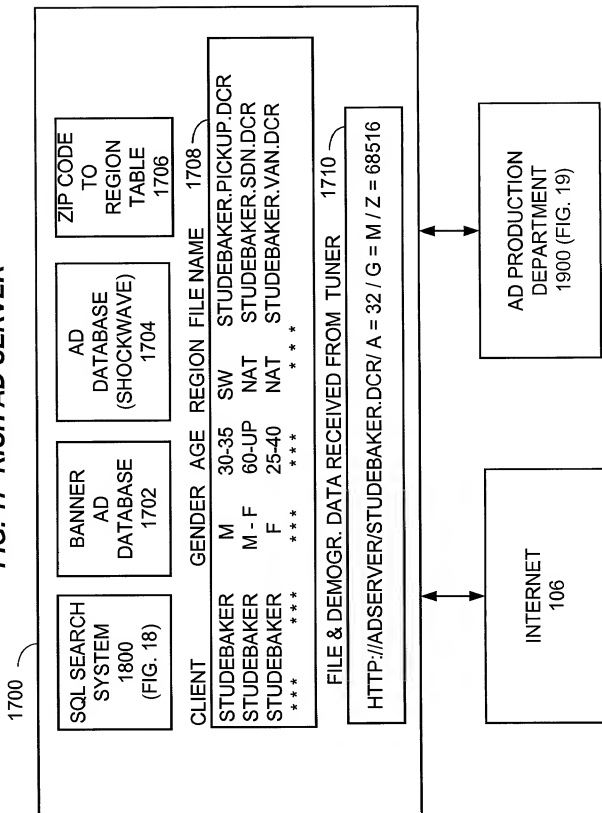 FIG. 17 RICH AD SERVER
1700
SQL SEARCH
SYSTEM
1800
(FIG. 18)
BANNER
AD
DATABASE
1702
AD
DATABASE
(SHOCKWAVE)
1704
ZIP CODE
TO
REGION
TABLE
1706
CLIENT GENDER AGE REGION FILE NAME 1708
STUDEBAKER M 30-35 SW STUDEBAKER.PICKUP.DCR
STUDEBAKER M - F 60-UP NAT STUDEBAKER.SDN.DCR
STUDEBAKER F 25-40 NAT STUDEBAKER.VAN.DCR
* * * * * * * * * * * * * * *
FILE & DEMOGR. DATA RECEIVED FROM TUNER 1710
HTTP://ADSERVER/STUDEBAKER.DCR/ A = 32 / G = M / Z = 68516
INTERNET
106
AD PRODUCTION
DEPARTMENT
1900 (FIG. 19)